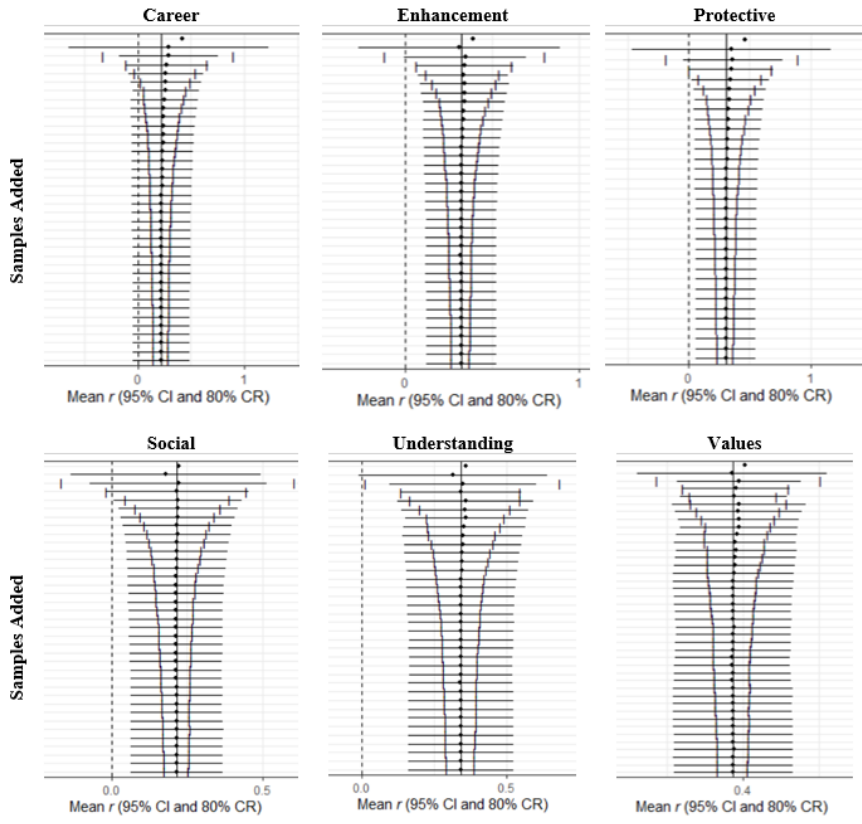 Career Enhancement Protective
Samples Added
0 1 0 1 0 1
Mean r (95% CI and 80% CR) Mean r (95% CI and 80% CR) Mean r (95% CI and 80% CR)
Social Understanding Values
Samples Added
0.0 0.5 0.0 0.5 0.4
Mean r (95% CI and 80% CR) Mean r (95% CI and 80% CR) Mean r (95% CI and 80% CR)